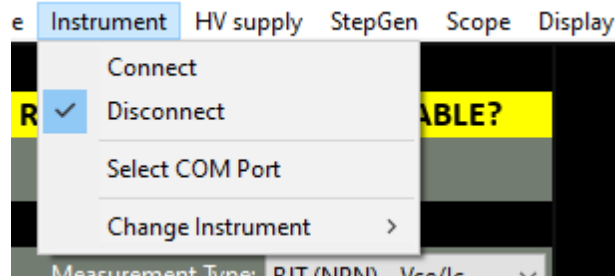 e Instrument HV supply StepGen Scope Display
Connect
R ABLE?
Disconnect
Select COM Port
Change Instrument >
Measurement Type: BJT (NPN) Vce/Ic